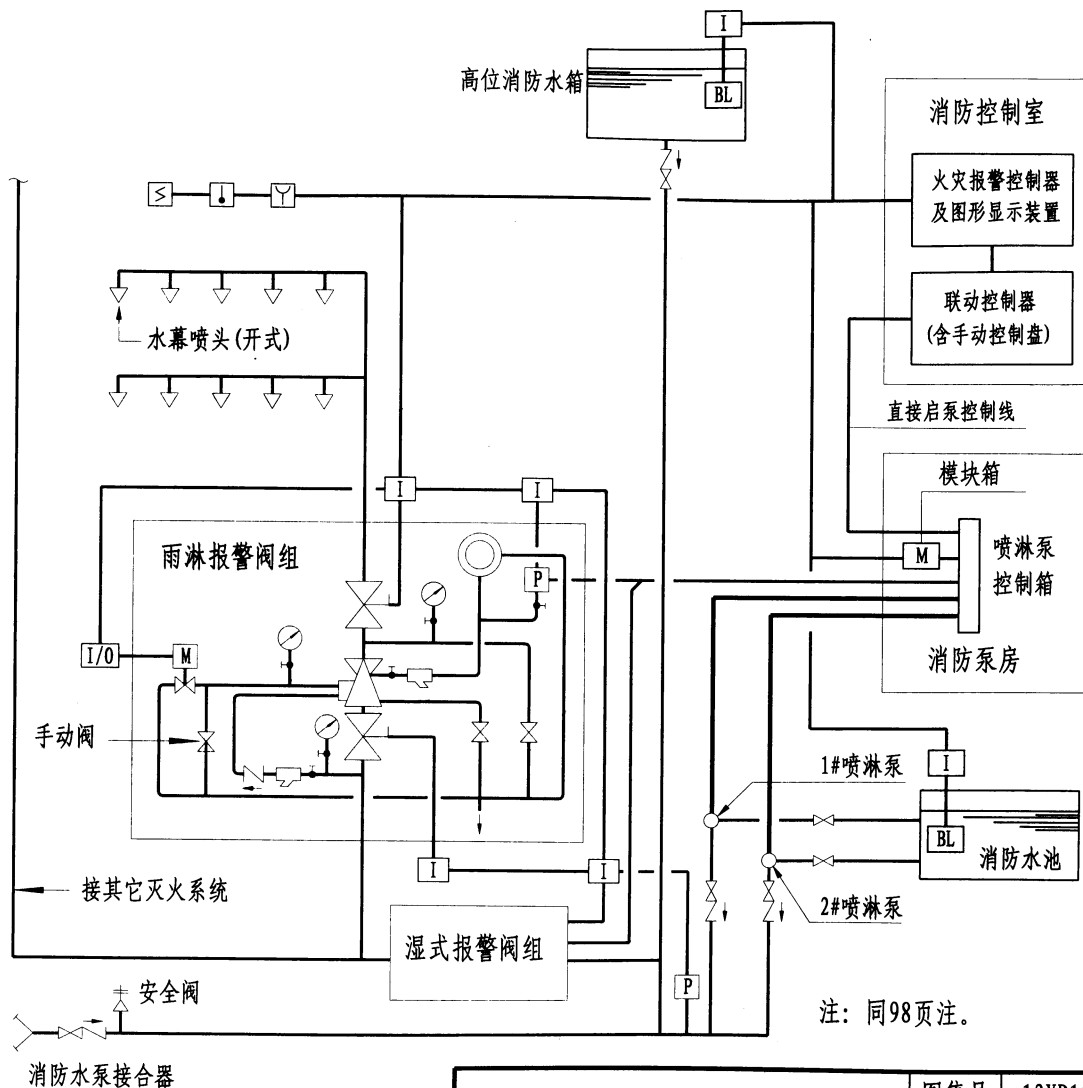 I
高位消防水箱
BL
消防控制室
火灾报警控制器
及图形显示装置
联动控制器
(含手动控制盘)
水幕喷头(开式)
直接启泵控制线
模块箱
I
I
雨淋报警阀组
P
M
喷淋泵
控制箱
消防泵房
I/O
M
手动阀
1#喷淋泵
I
BL
消防水池
I
I
接其它灭火系统
2#喷淋泵
湿式报警阀组
P
安全阀
注: 同98页注。
消防水泵接合器